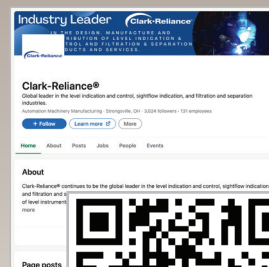 Industry Leader
Clark-Reliance®
IN THE DESIGN, MANUFACTURE AND
DISTRIBUTION OF LEVEL INDICATION &
CONTROL AND FILTRATION & SEPARATION
PRODUCTS AND SERVICES.
Clark-Reliance
Clark-Reliance®
Global leader in the level indication and control, sightflow indication, and filtration and separation
industries.
Automation Machinery Manufacturing · Strongsville, OH · 3,024 followers · 131 employees
+ Follow
Learn more
More
Home About Posts Jobs People Events
About
Clark-Reliance® continues to be the global leader in the level indication and control, sightflow indication
and filtration and s
of level instrument
more
Page posts